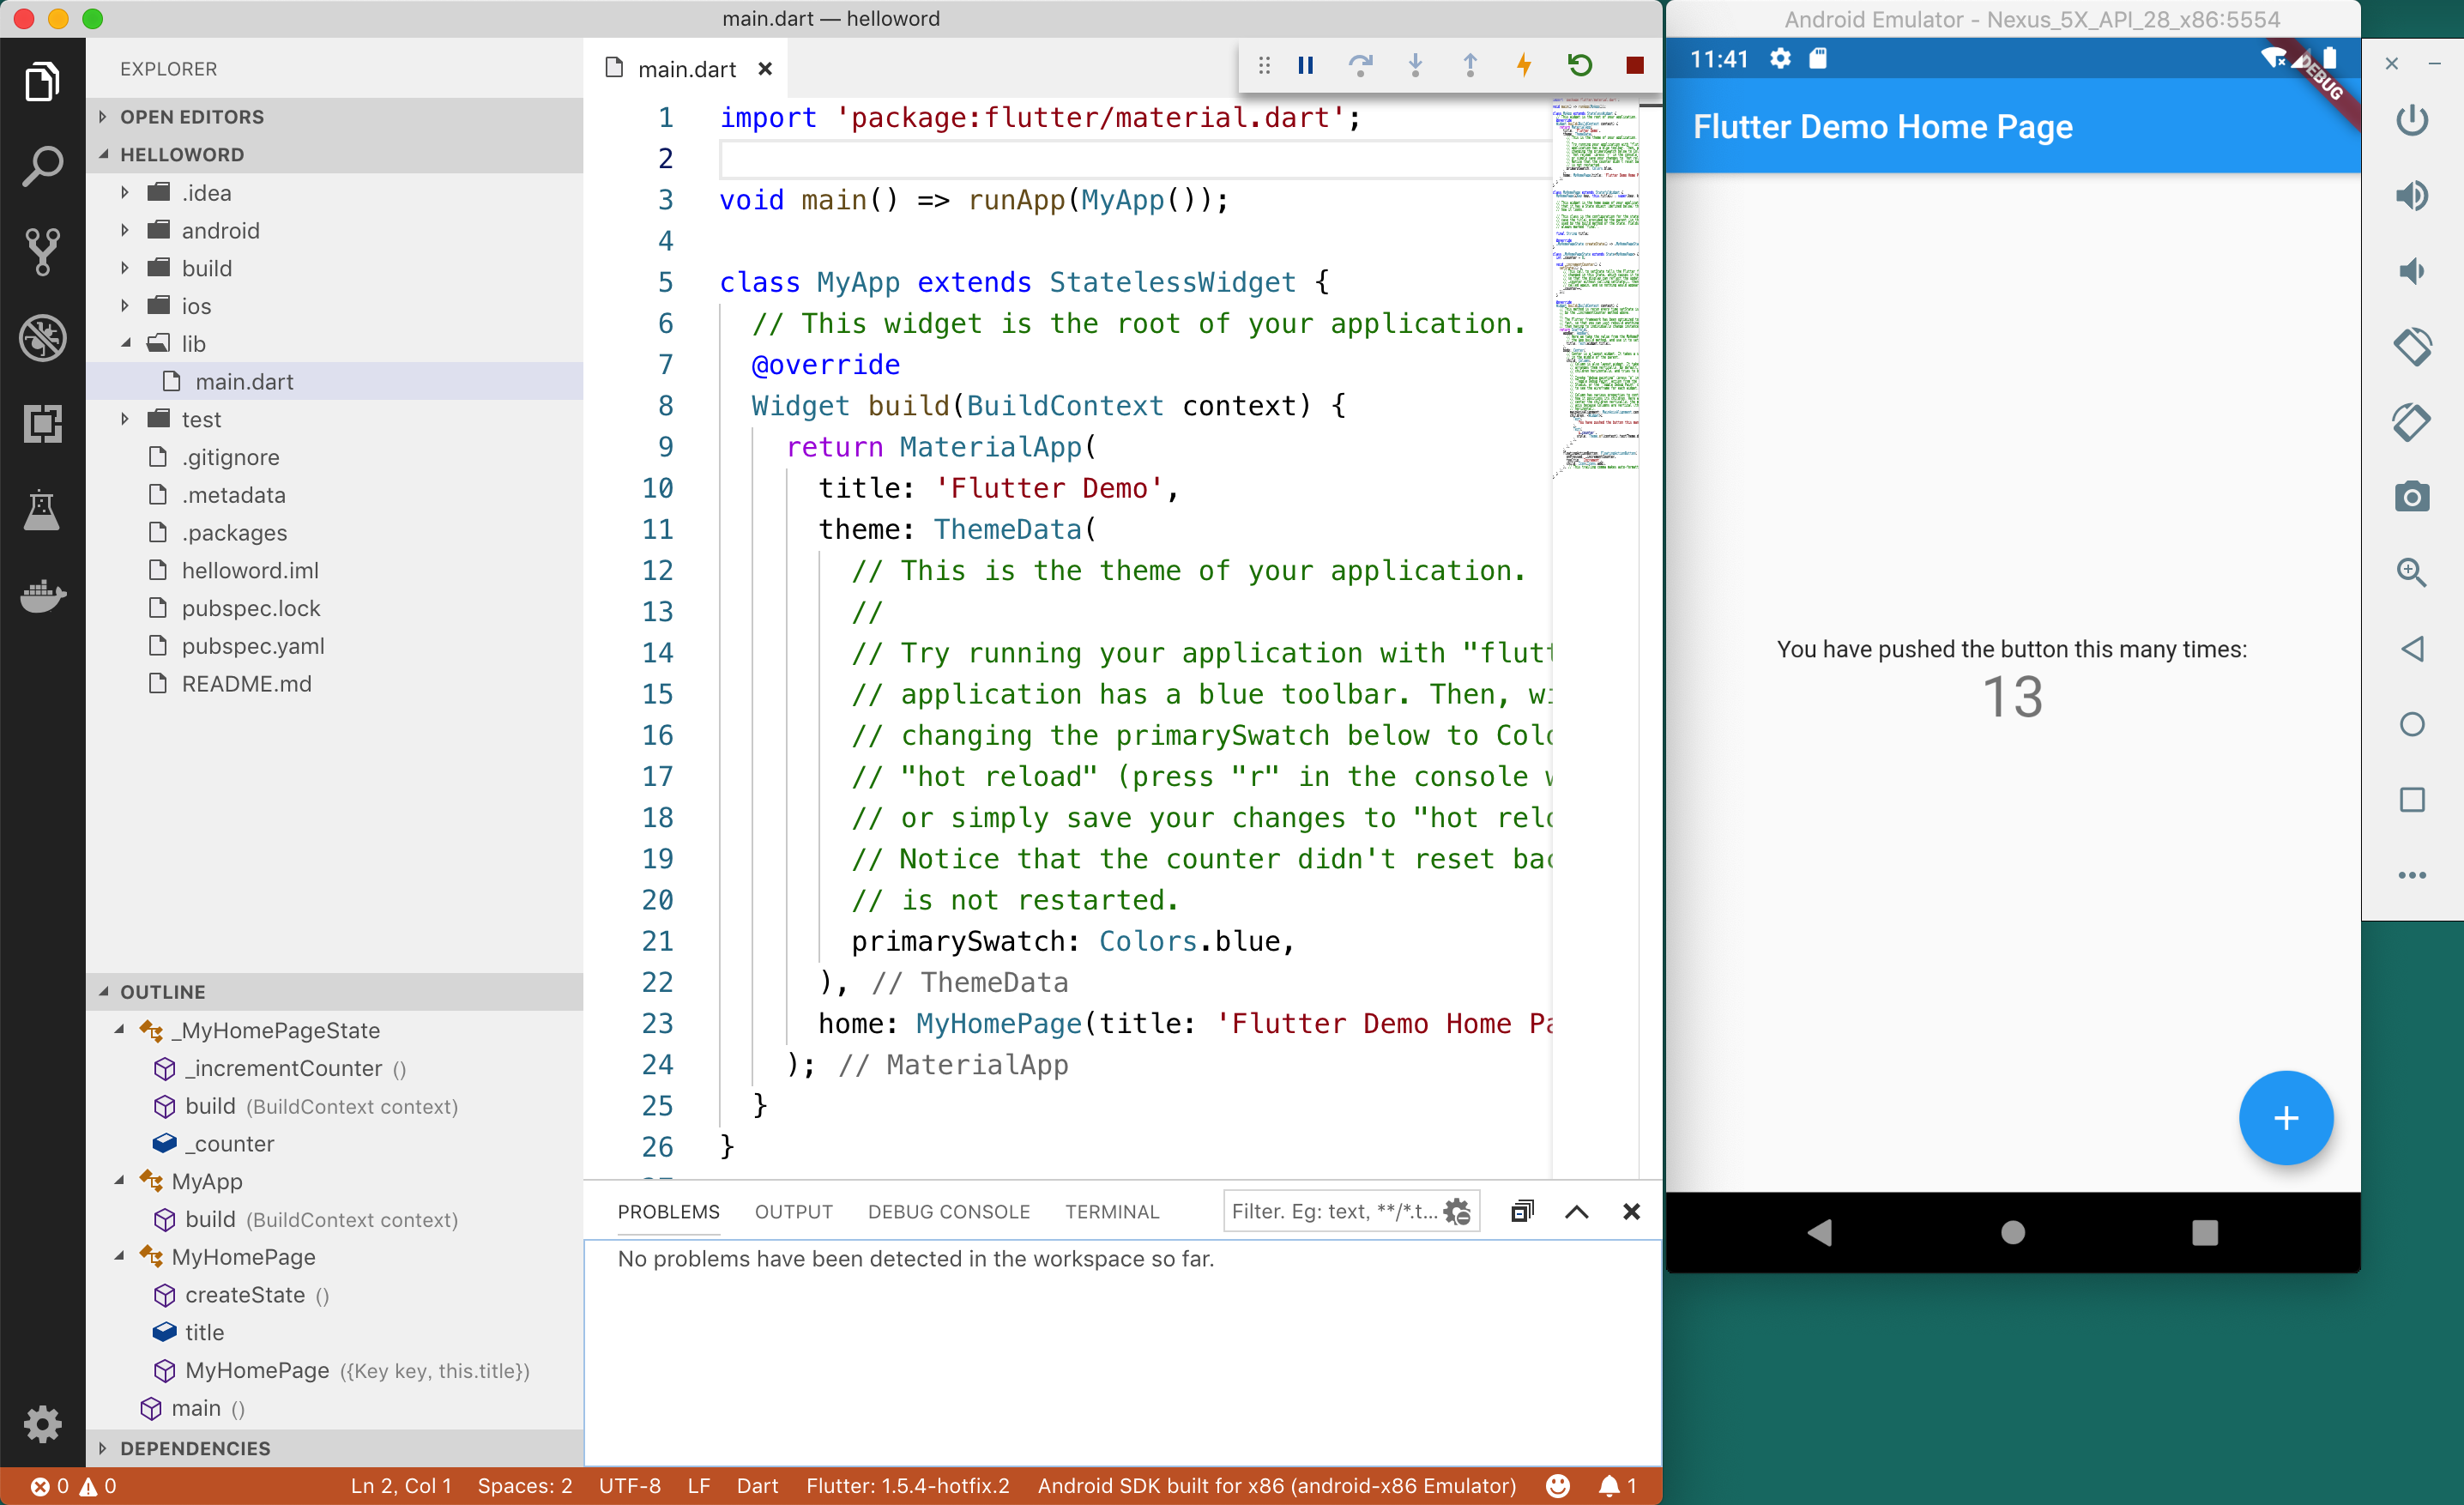 main.dart — helloword
EXPLORER
OPEN EDITORS
HELLOWORD
.idea
android
build
ios
lib
main.dart
test
.gitignore
.metadata
.packages
helloword.iml
pubspec.lock
pubspec.yaml
README.md
OUTLINE
_MyHomePageState
_incrementCounter ()
build (BuildContext context)
_counter
MyApp
build (BuildContext context)
MyHomePage
createState ()
title
MyHomePage ({Key key, this.title})
main ()
DEPENDENCIES
main.dart
1 import 'package:flutter/material.dart';
2
3 void main() => runApp(MyApp());
4
5 class MyApp extends StatelessWidget {
6 // This widget is the root of your application.
7 @override
8 Widget build(BuildContext context) {
9 return MaterialApp(
10 title: 'Flutter Demo',
11 theme: ThemeData(
12 // This is the theme of your application.
13 //
14 // Try running your application with "flutt
15 // application has a blue toolbar. Then, wi
16 // changing the primarySwatch below to Colo
17 // "hot reload" (press "r" in the console w
18 // or simply save your changes to "hot relo
19 // Notice that the counter didn't reset bac
20 // is not restarted.
21 primarySwatch: Colors.blue,
22 ), // ThemeData
23 home: MyHomePage(title: 'Flutter Demo Home Pa
24 ); // MaterialApp
25 }
26 }
PROBLEMS OUTPUT DEBUG CONSOLE TERMINAL Filter. Eg: text, **/*.t...
No problems have been detected in the workspace so far.
0 0 Ln 2, Col 1 Spaces: 2 UTF-8 LF Dart Flutter: 1.5.4-hotfix.2 Android SDK built for x86 (android-x86 Emulator) 1
Android Emulator - Nexus_5X_API_28_x86:5554
11:41
DEBUG
Flutter Demo Home Page
You have pushed the button this many times:
13